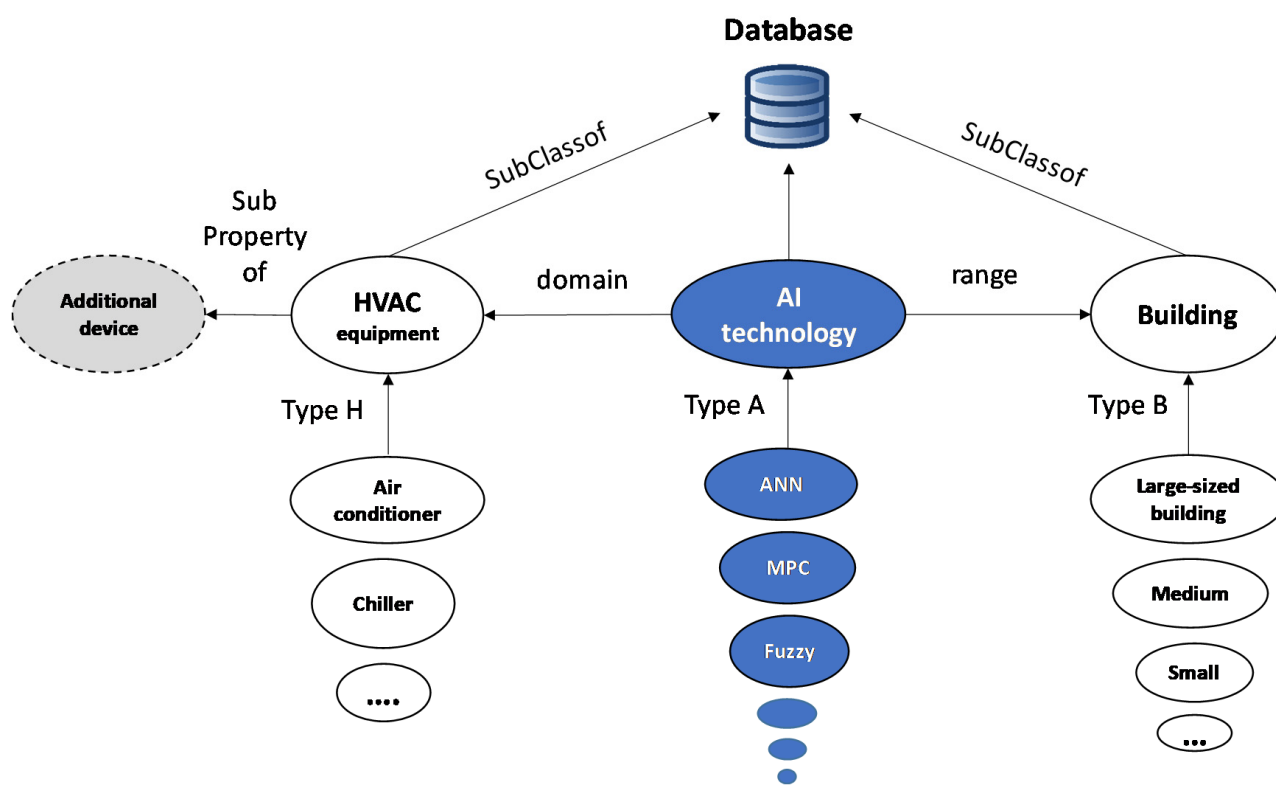 Database
SubClassof
SubClassof
Sub
Property
of
domain
range
Additional
device
HVAC
equipment
AI
technology
Building
Type H
Type A
Type B
Air
conditioner
ANN
Large-sized
building
MPC
Chiller
Medium
Fuzzy
Small
....
...